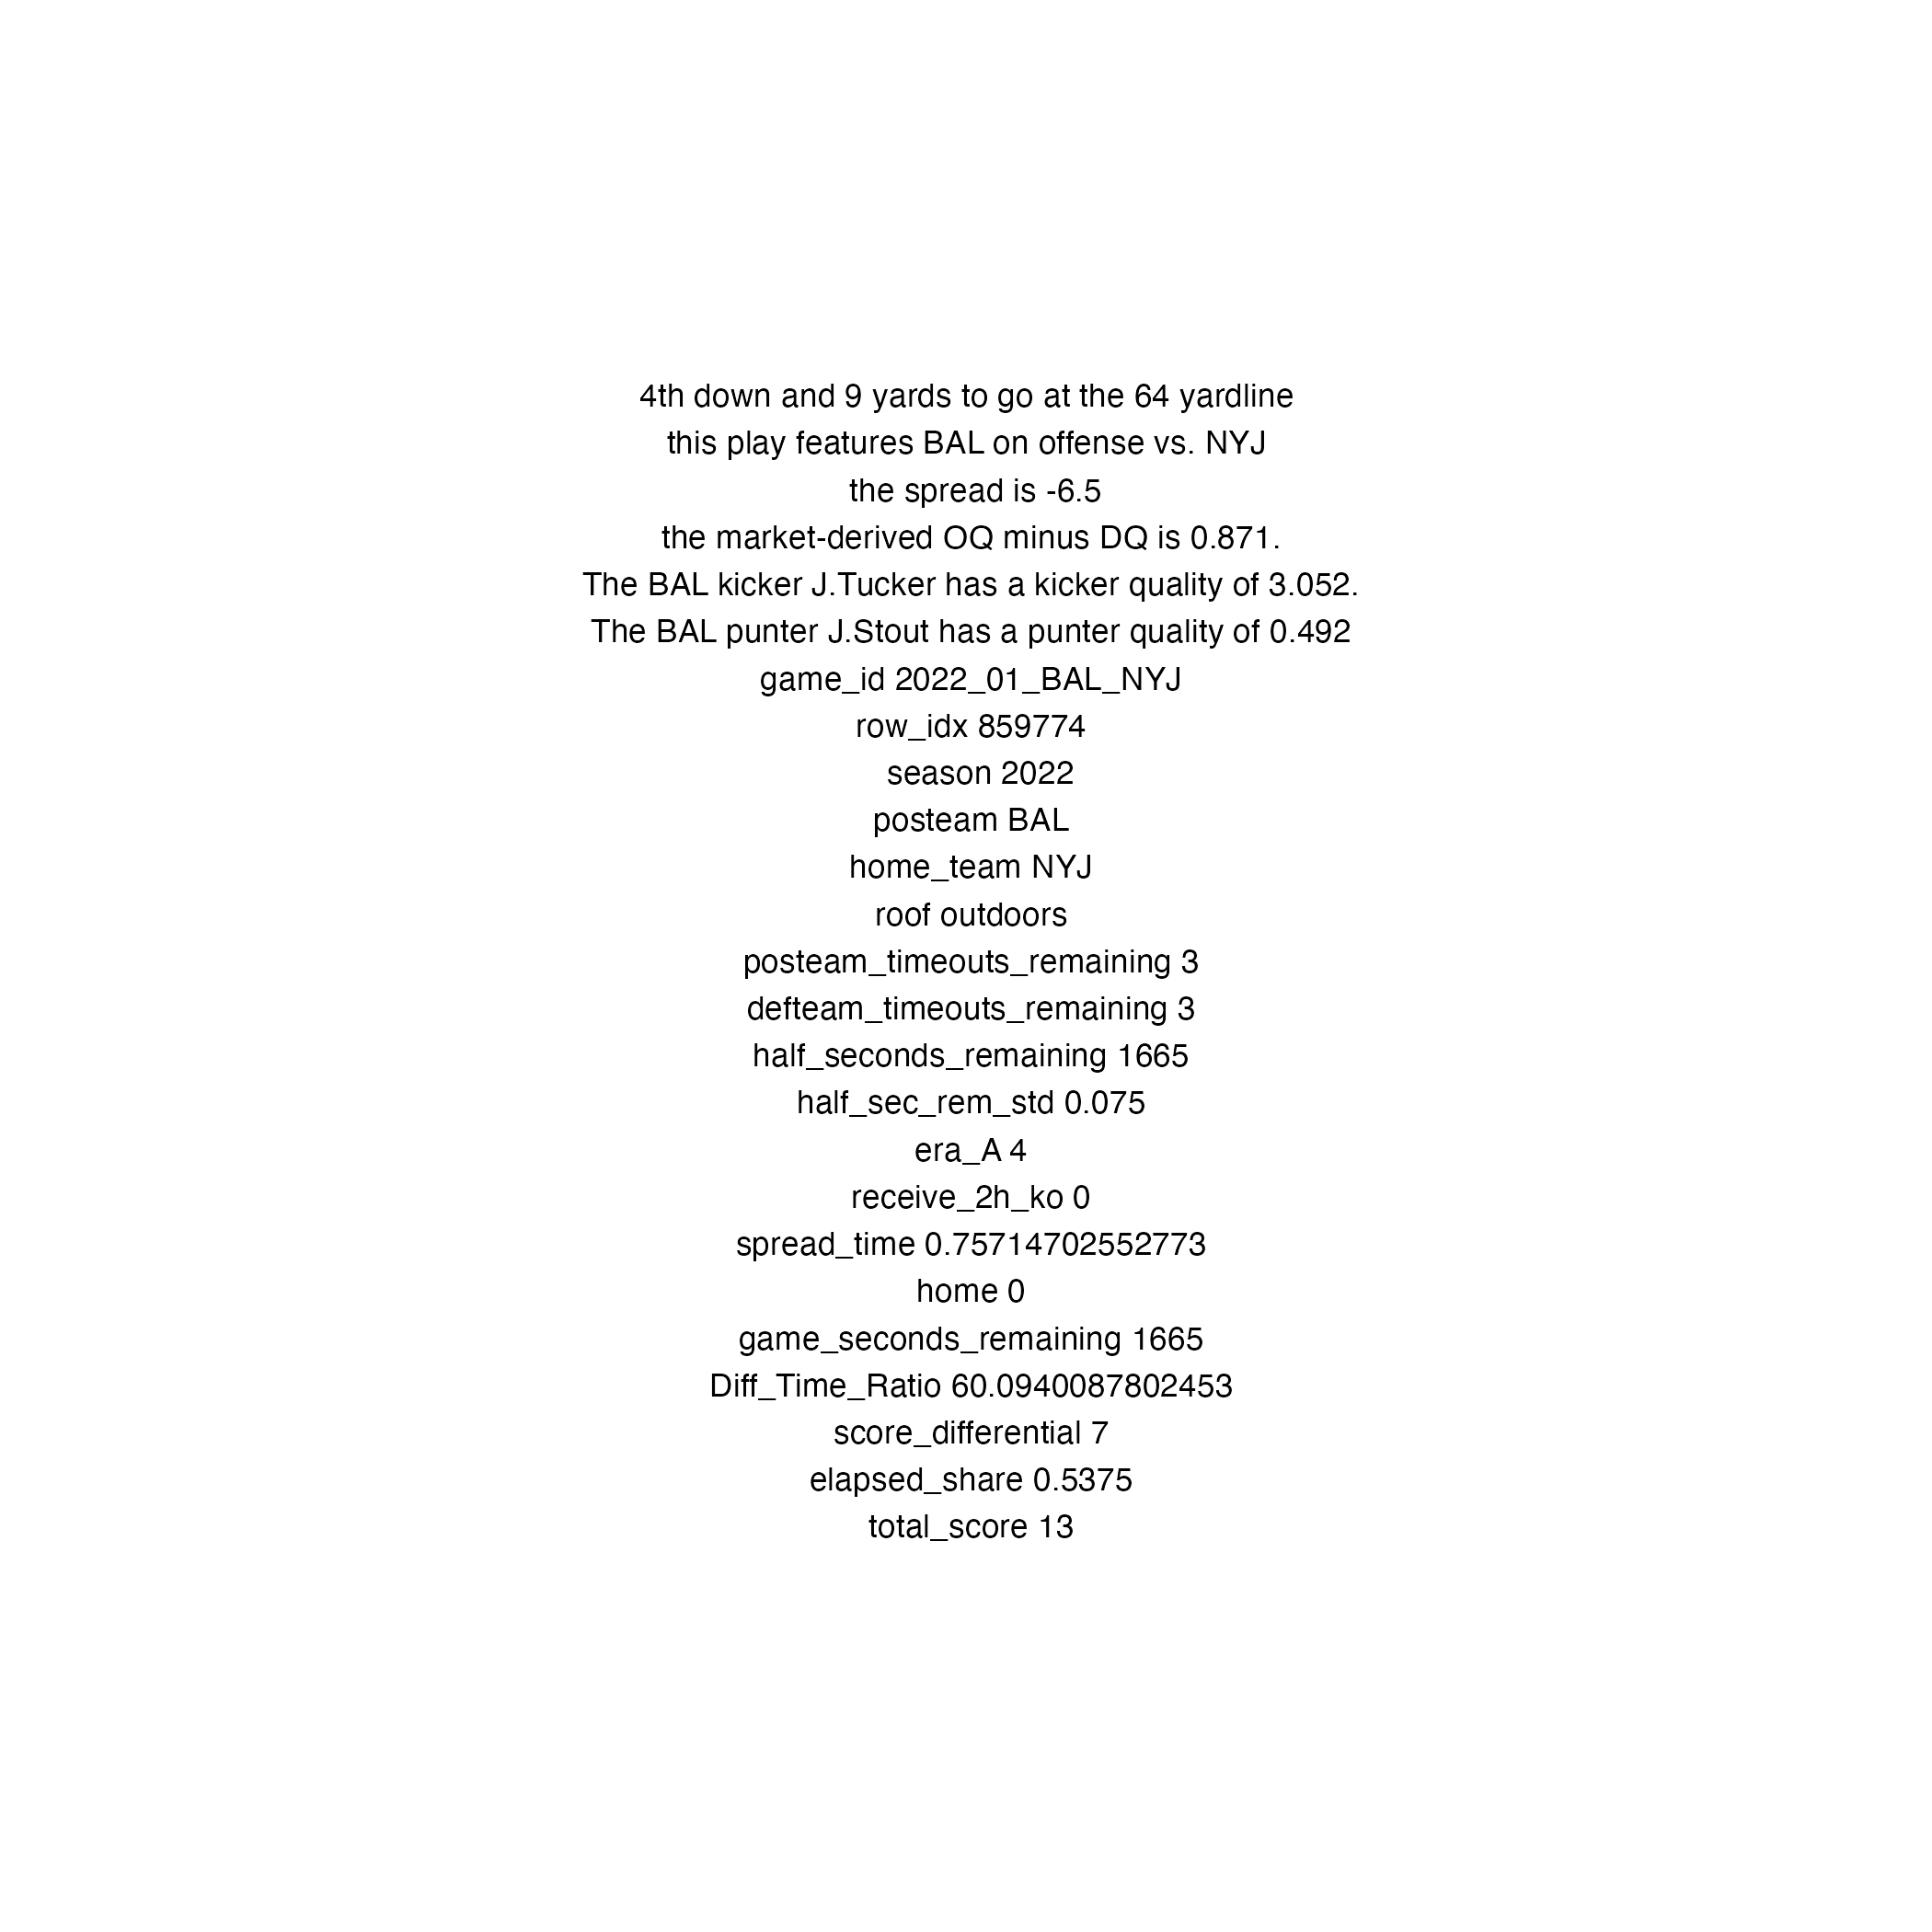 4th down and 9 yards to go at the 64 yardline
this play features BAL on offense vs. NYJ
the spread is -6.5
the market-derived OQ minus DQ is 0.871.
The BAL kicker J.Tucker has a kicker quality of 3.052.
The BAL punter J.Stout has a punter quality of 0.492
game_id 2022_01_BAL_NYJ
row_idx 859774
season 2022
posteam BAL
home_team NYJ
roof outdoors
posteam_timeouts_remaining 3
defteam_timeouts_remaining 3
half_seconds_remaining 1665
half_sec_rem_std 0.075
era_A 4
receive_2h_ko 0
spread_time 0.75714702552773
home 0
game_seconds_remaining 1665
Diff_Time_Ratio 60.0940087802453
score_differential 7
elapsed_share 0.5375
total_score 13